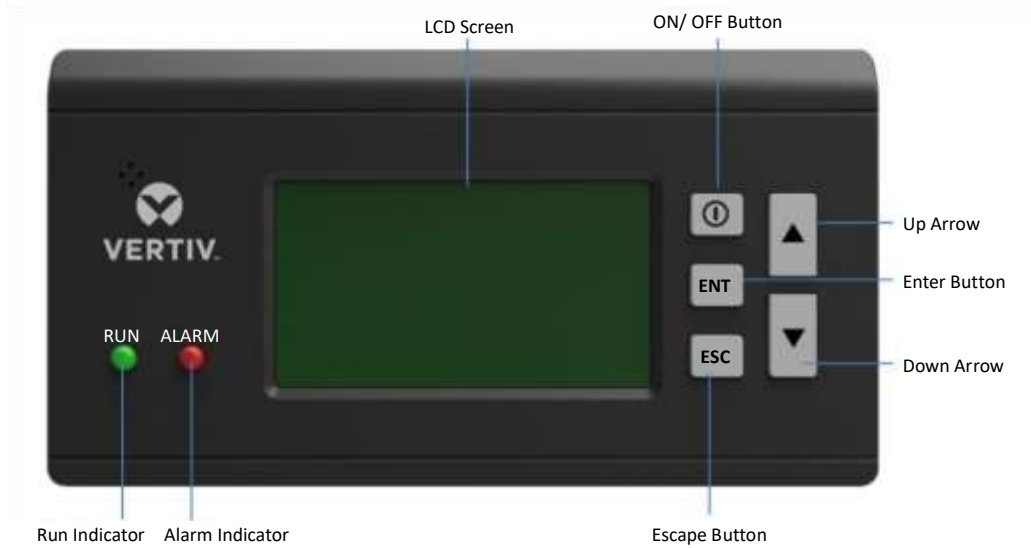 LCD Screen
ON/ OFF Button
VERTIV.
Up Arrow
ENT
Enter Button
RUN ALARM
ESC
Down Arrow
Run Indicator
Alarm Indicator
Escape Button